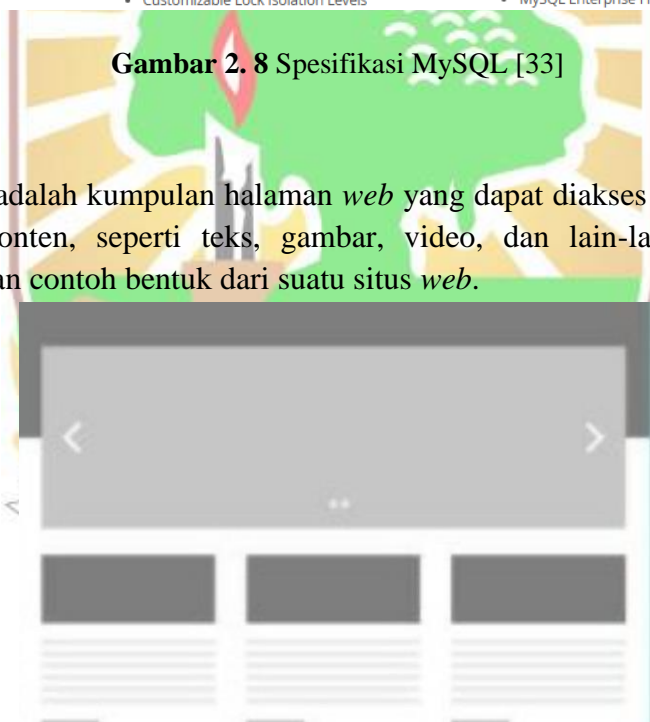 Customizable Lock Isolation Levels
MySQL Enterprise
Gambar 2. 8 Spesifikasi MySQL [33]
adalah kumpulan halaman web yang dapat diakses
onten, seperti teks, gambar, video, dan lain-la
an contoh bentuk dari suatu situs web.